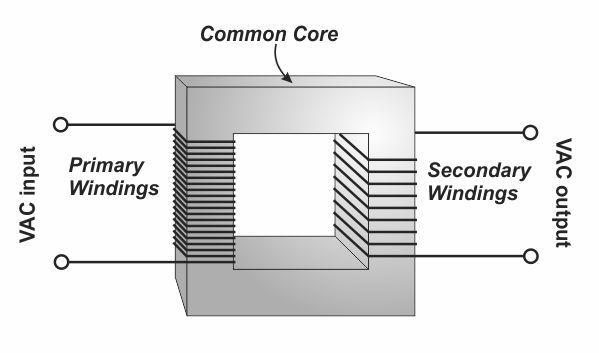 Common Core
VAC input
Primary
Windings
Secondary
Windings
VAC output